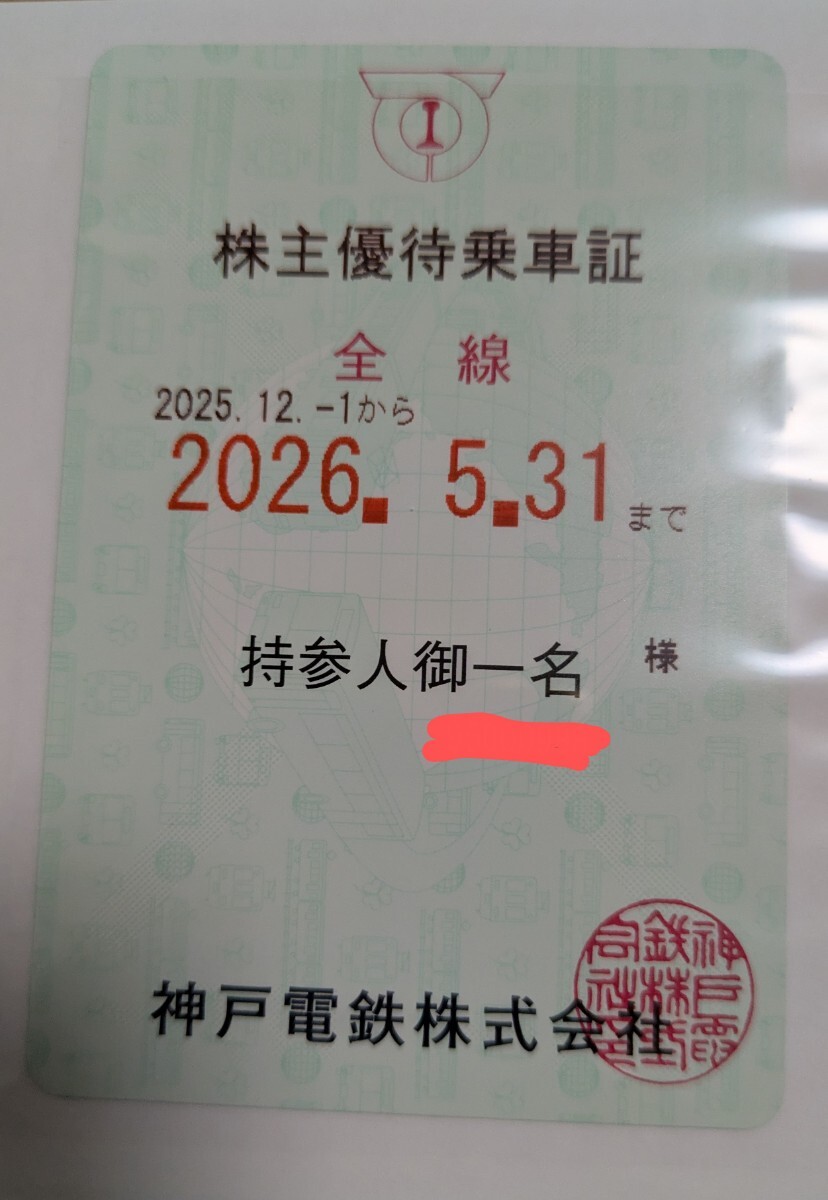 株主優待乗車証
全線
2025.12.-1から
2026. 5.31まで
持参人御一名 様
神戸電鉄株式会社